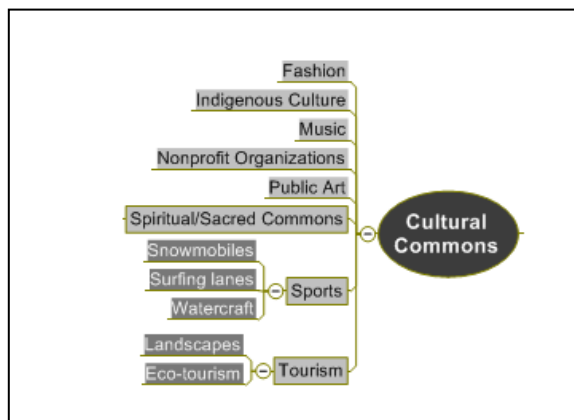 Fashion
Indigenous Culture
Music
Nonprofit Organizations
Public Art
Spiritual/Sacred Commons
Cultural
Commons
Snowmobiles
Surfing lanes
Watercraft
Sports
Landscapes
Eco-tourism
Tourism